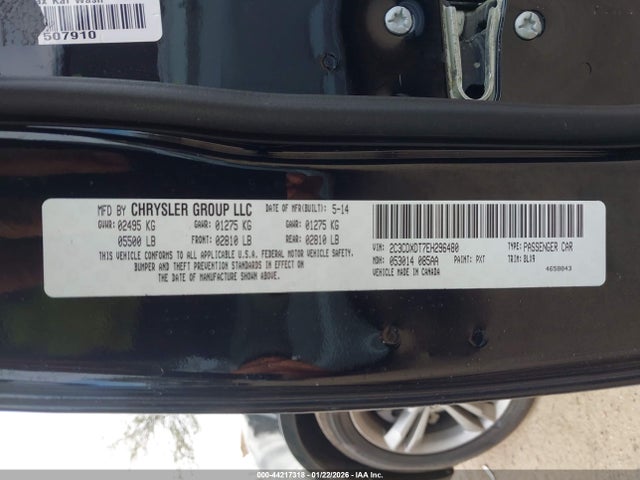 Kar Wash
507910
MFD BY CHRYSLER GROUP LLC DATE OF MFR(BUILT): 5-14
GVWR: 02495 KG GAWR: 01275 KG GAWR: 01275 KG
05500 LB FRONT: 02810 LB REAR: 02810 LB
THIS VEHICLE CONFORMS TO ALL APPLICABLE U.S.A. FEDERAL MOTOR VEHICLE SAFETY,
BUMPER AND THEFT PREVENTION STANDARDS IN EFFECT ON
THE DATE OF MANUFACTURE SHOWN ABOVE.
VIN: 2C3CDXDT7EH296480 TYPE: PASSENGER CAR
MDH: 053014 085AA PAINT: PXT TRIM: BL19
MADE IN CANADA
4658043
000-44217318 - 01/22/2026 - IAA Inc.